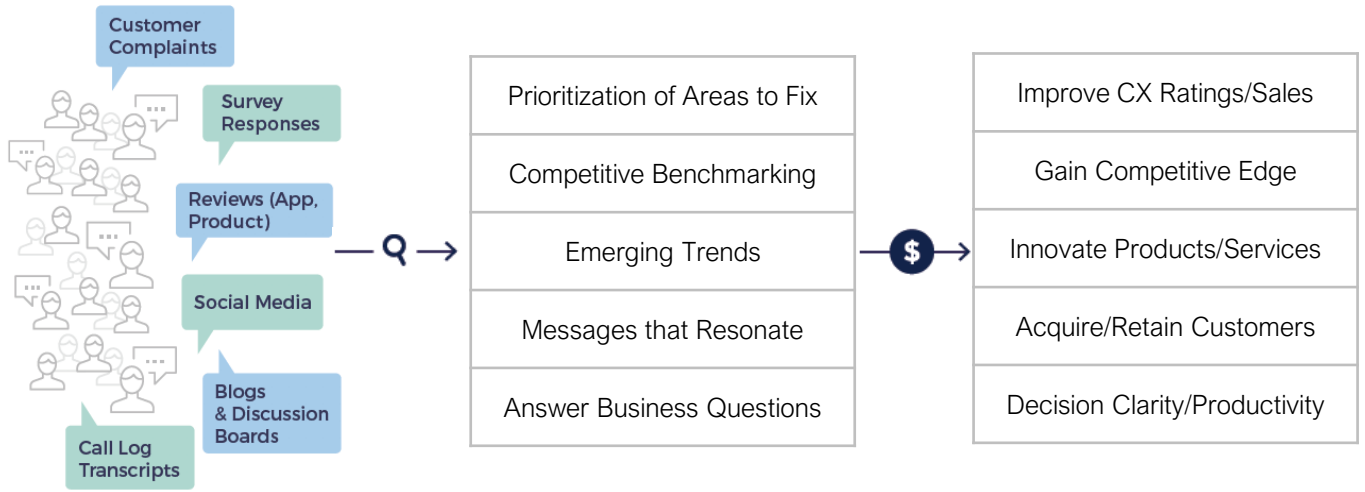 Customer
Complaints
Survey
Responses
Reviews (App,
Product)
Social Media
Blogs
& Discussion
Boards
Call Log
Transcripts
Prioritization of Areas to Fix
Competitive Benchmarking
Emerging Trends
Messages that Resonate
Answer Business Questions
$
Improve CX Ratings/Sales
Gain Competitive Edge
Innovate Products/Services
Acquire/Retain Customers
Decision Clarity/Productivity